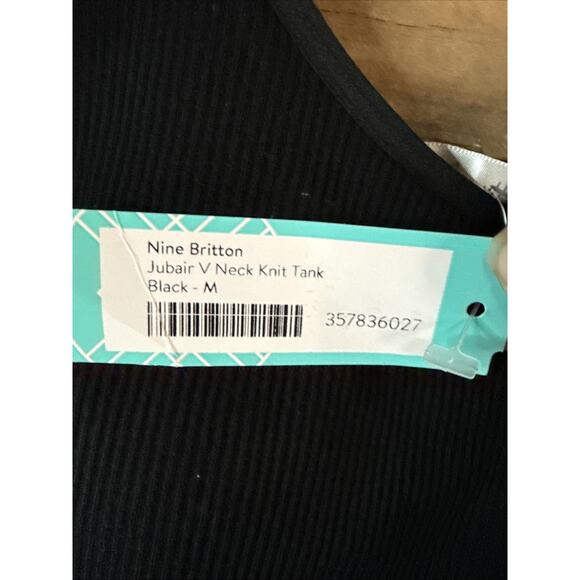 Nine Britton
Jubair V Neck Knit Tank
Black - M
357836027